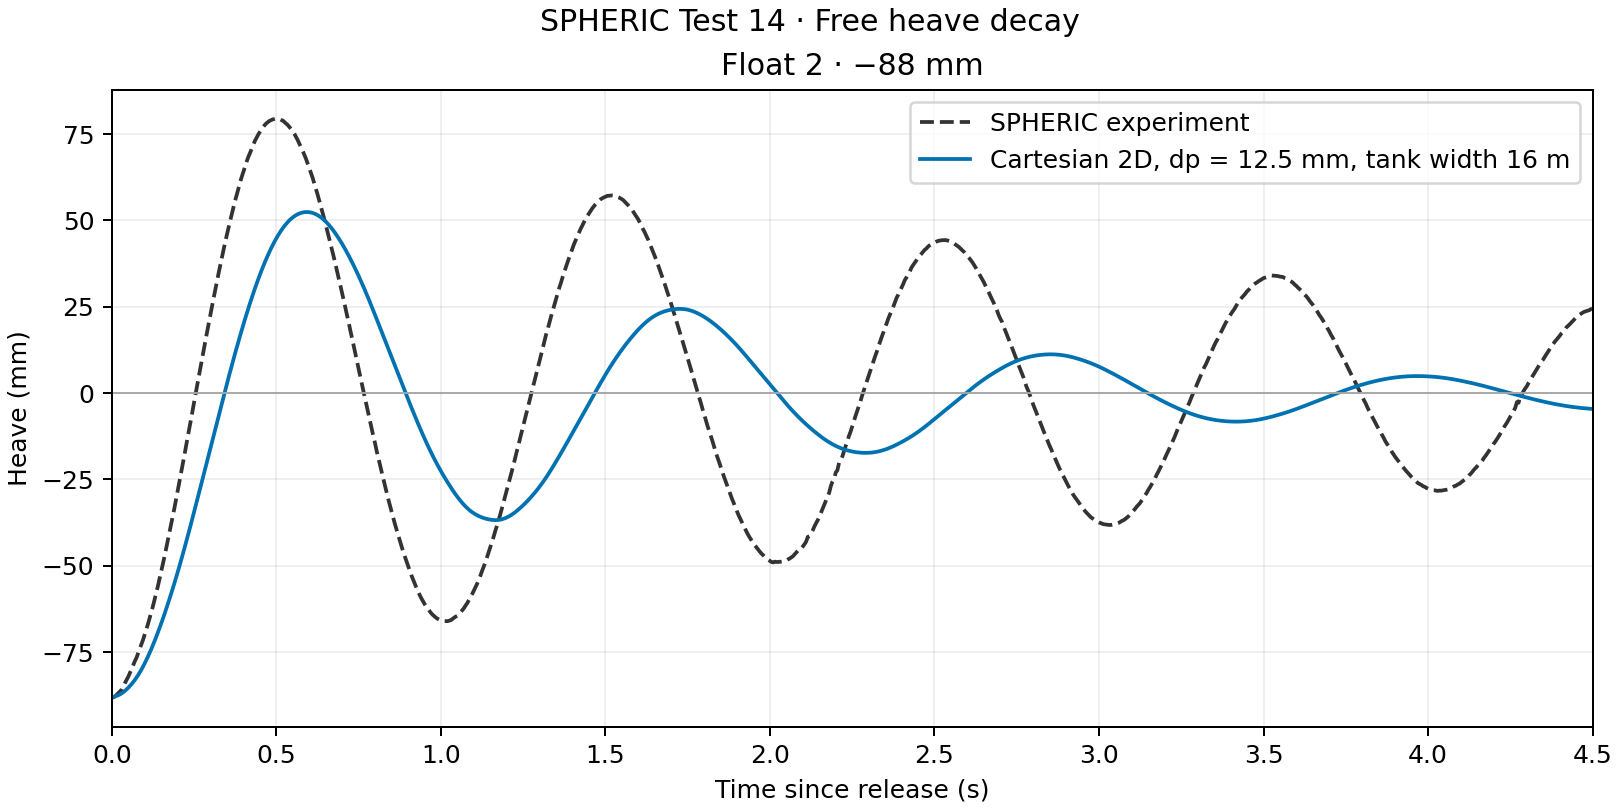 SPHERIC Test 14 · Free heave decay
Float 2 · −88 mm
SPHERIC experiment
Cartesian 2D, dp = 12.5 mm, tank width 16 m
Heave (mm)
75
50
25
0
−25
−50
−75
0.0 0.5 1.0 1.5 2.0 2.5 3.0 3.5 4.0 4.5
Time since release (s)